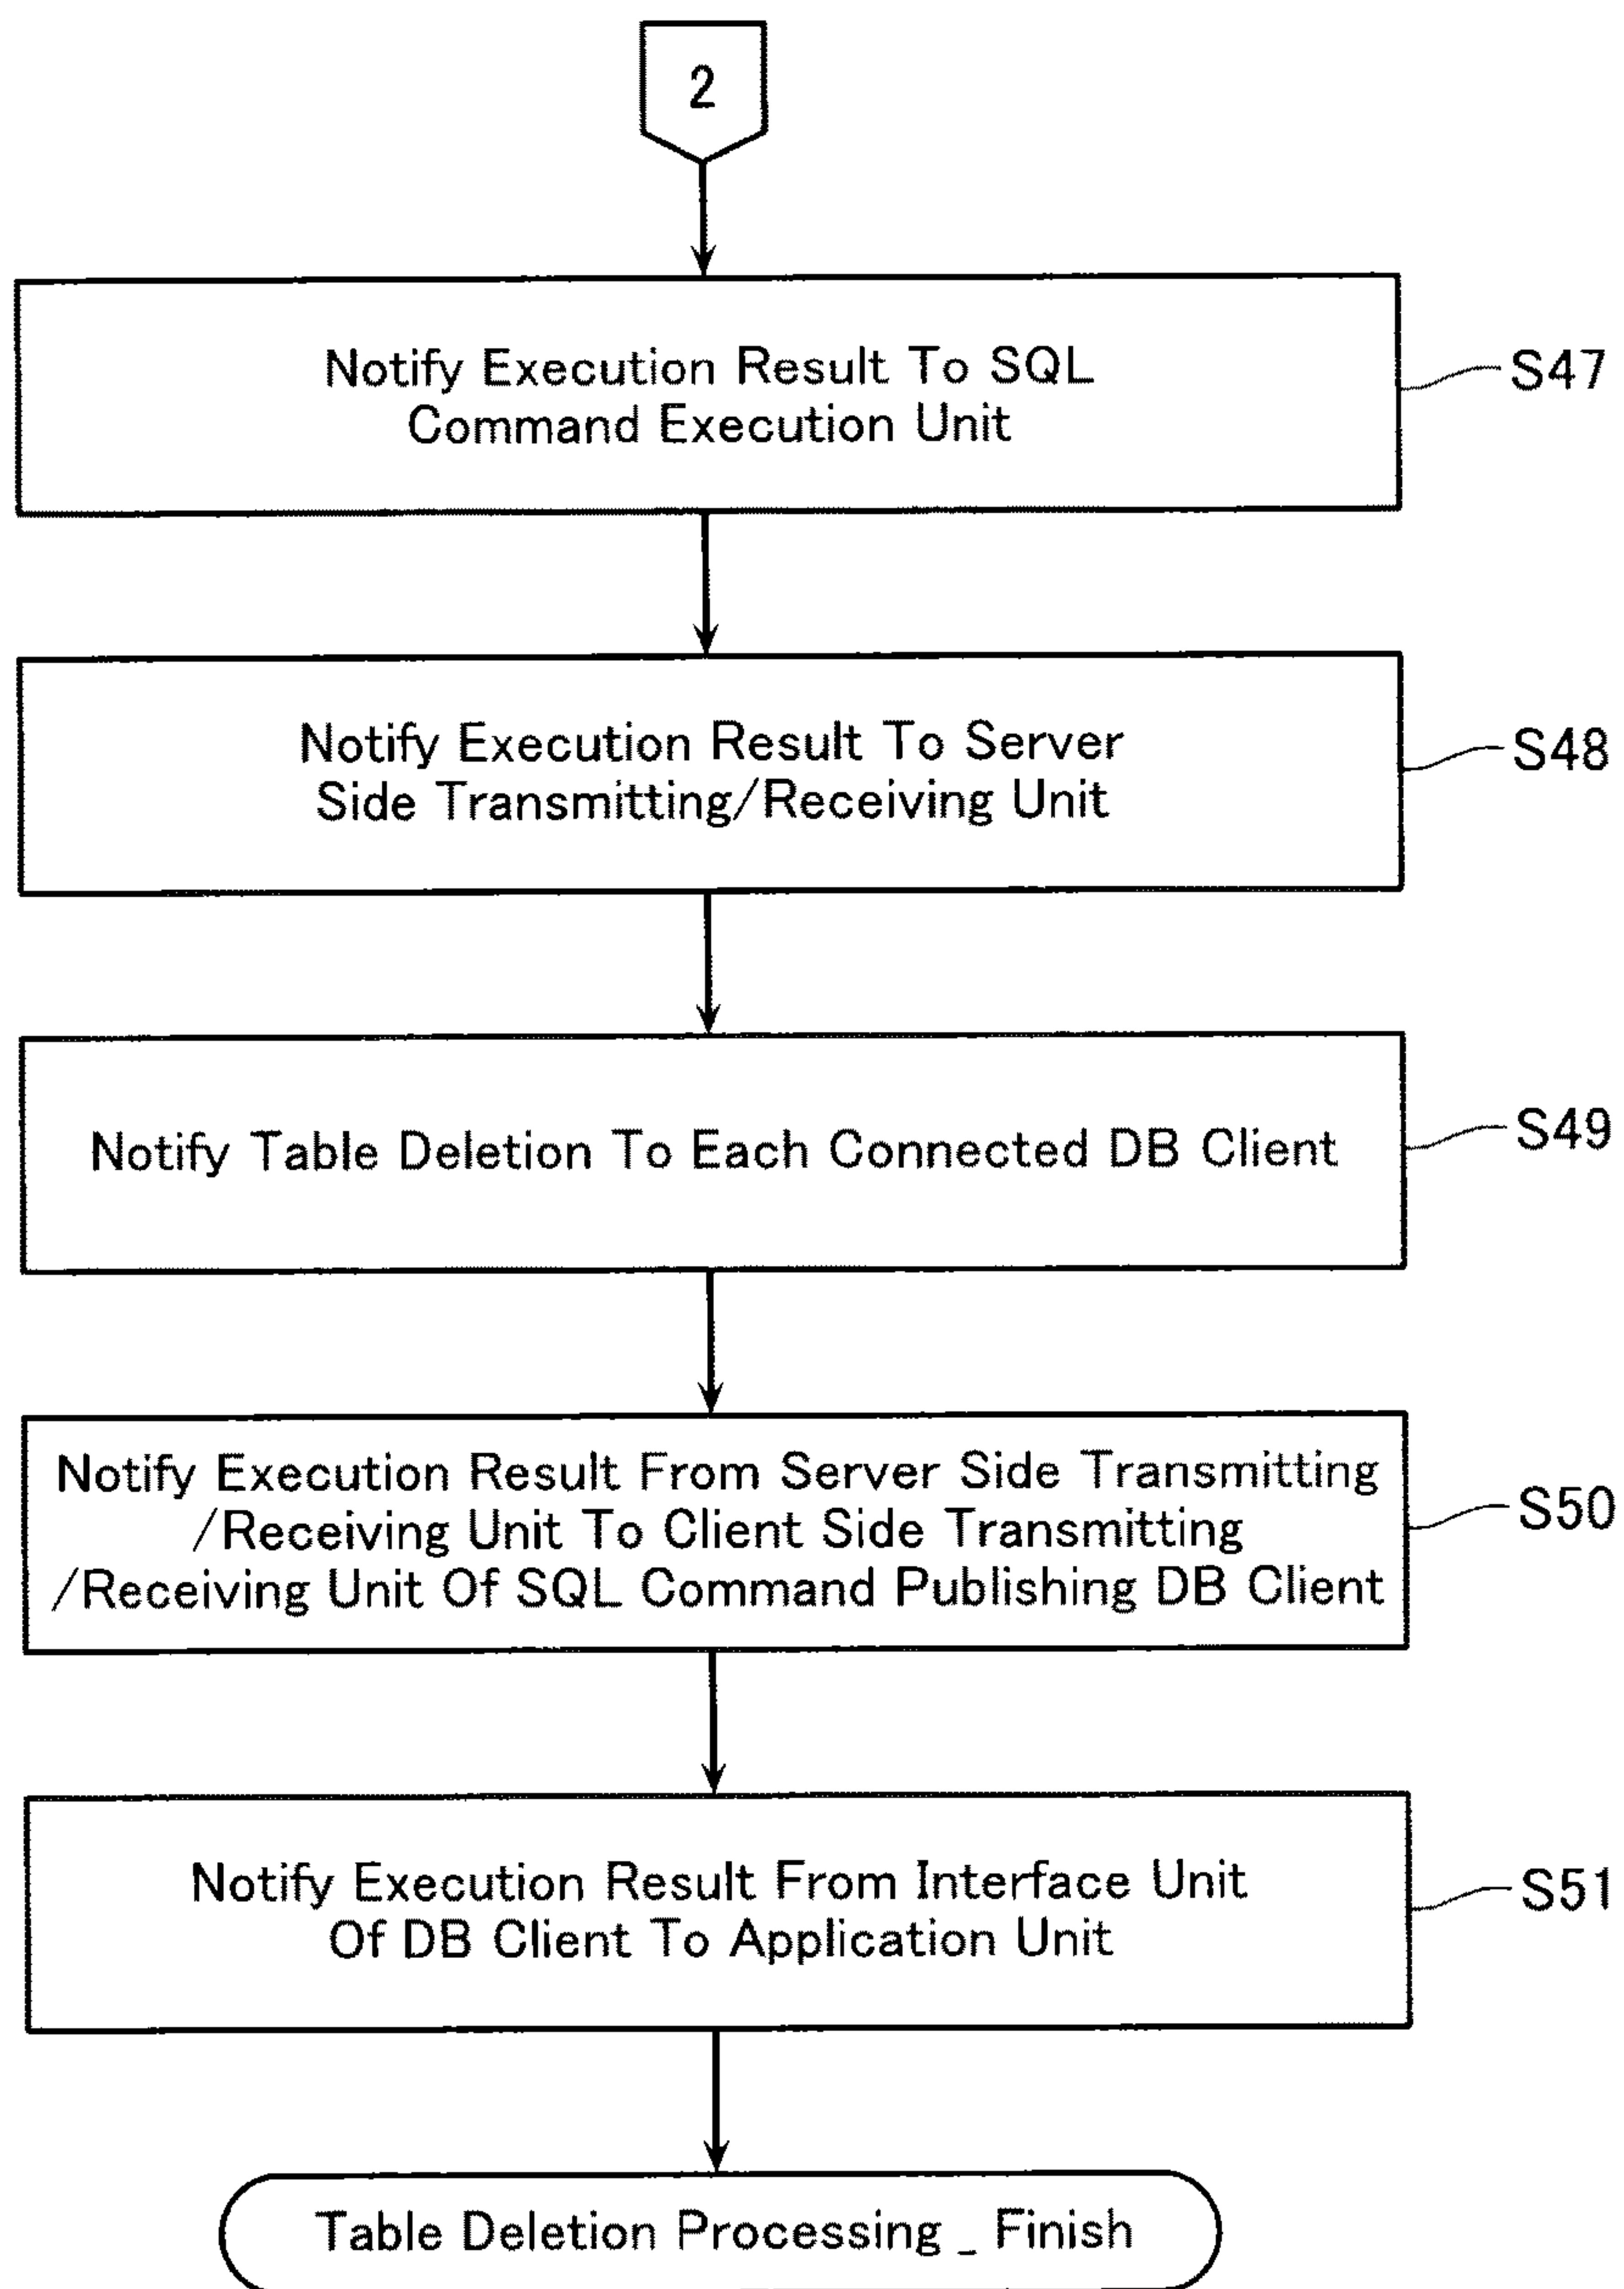 2
Notify Execution Result To SQL
Command Execution Unit
S47
Notify Execution Result To Server
Side Transmitting/Receiving Unit
S48
Notify Table Deletion To Each Connected DB Client
S49
Notify Execution Result From Server Side Transmitting
/Receiving Unit To Client Side Transmitting
/Receiving Unit Of SQL Command Publishing DB Client
S50
Notify Execution Result From Interface Unit
Of DB Client To Application Unit
S51
Table Deletion Processing _ Finish